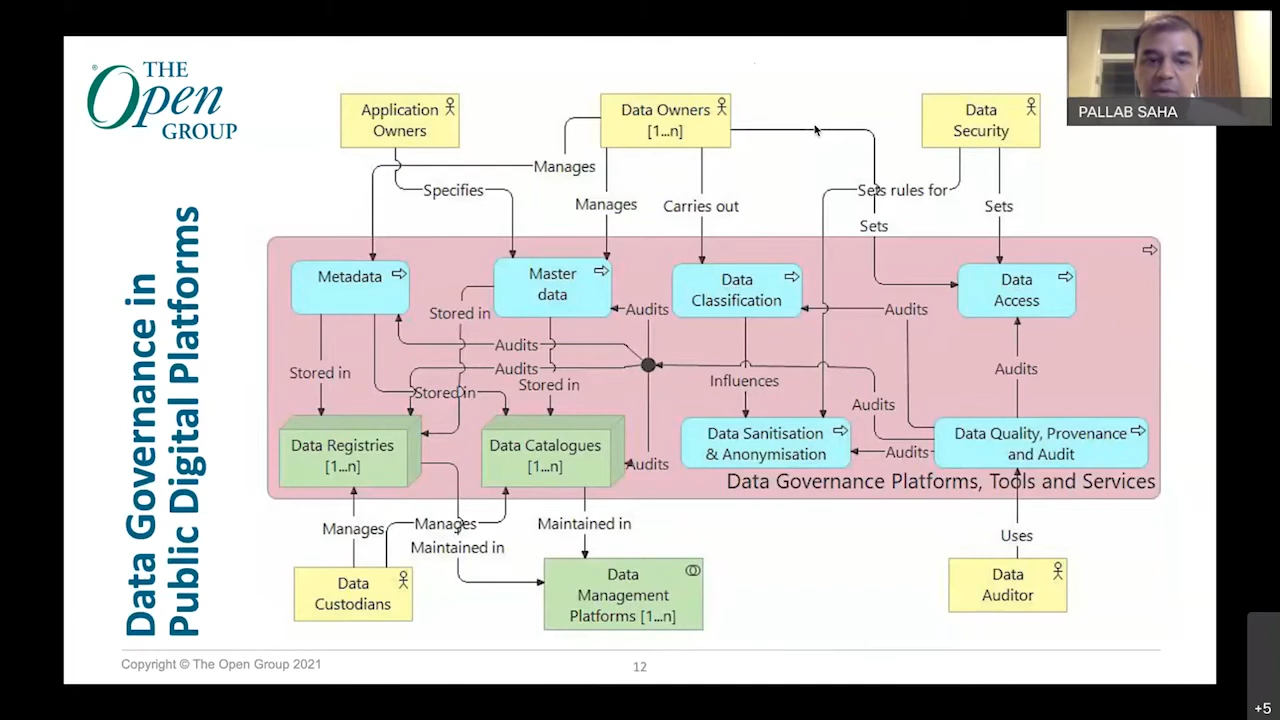 THE
Open
GROUP
®
PALLAB SAHA
Data Governance in
Public Digital Platforms
Application
Owners
Data Owners
[1...n]
Data
Security
Manages
Specifies
Manages
Carries out
Sets rules for
Sets
Sets
Metadata
Master
data
Data
Classification
Data
Access
Stored in
Audits
Audits
Audits
Audits
Stored in
Stored in
Stored in
Influences
Audits
Audits
Data Registries
[1...n]
Data Catalogues
[1...n]
Audits
Data Sanitisation
& Anonymisation
Audits
Data Quality, Provenance
and Audit
Data Governance Platforms, Tools and Services
Manages
Manages
Maintained in
Maintained in
Uses
Data
Custodians
Data
Management
Platforms [1...n]
Data
Auditor
Copyright © The Open Group 2021
12
+5